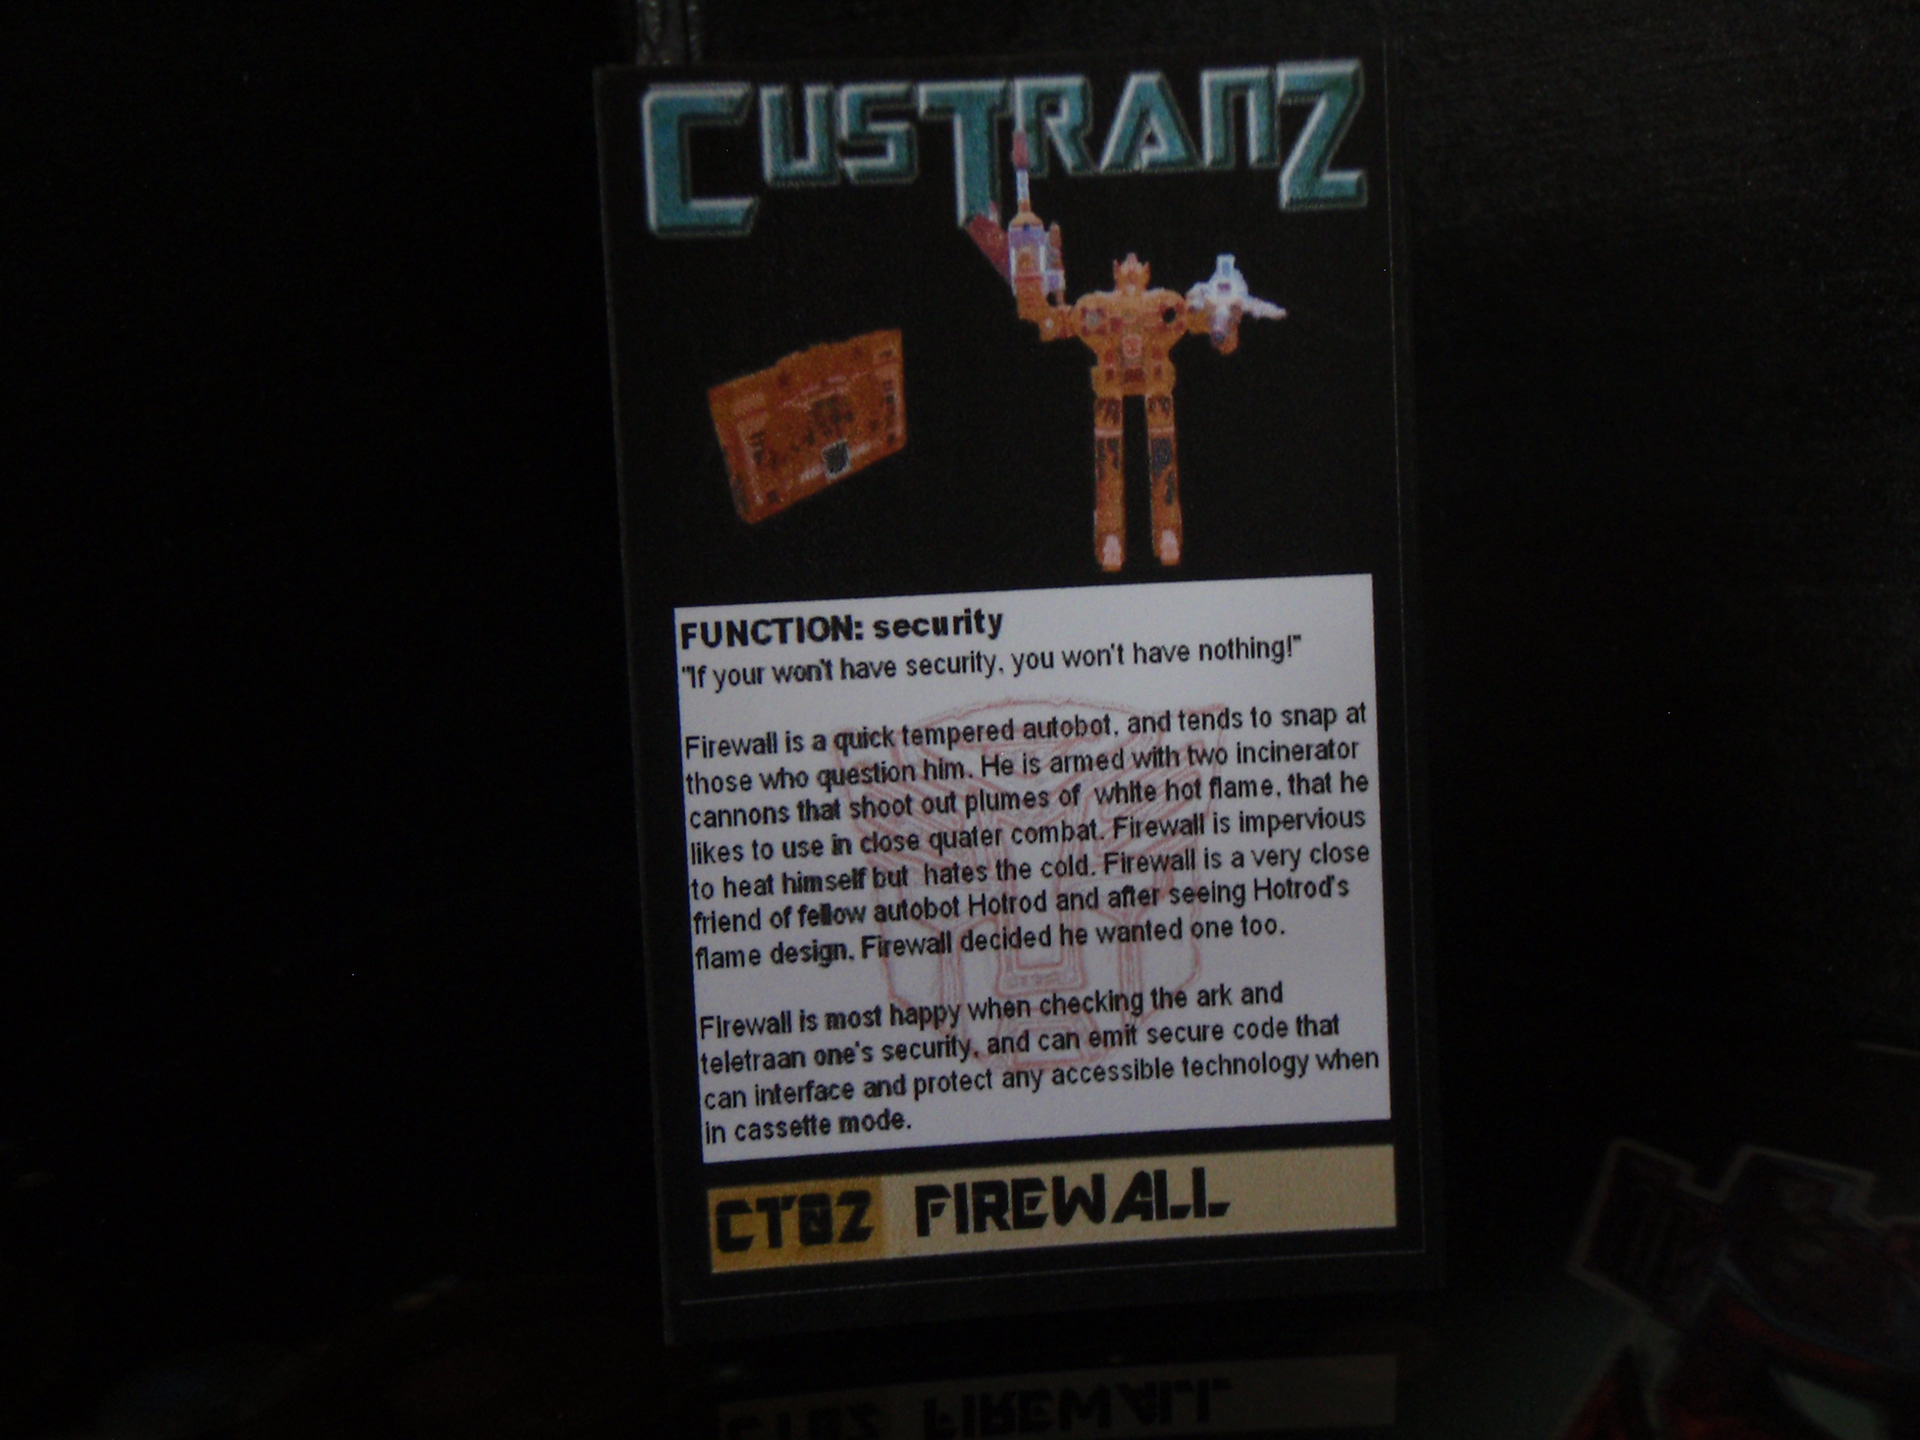 CUSTRANZ
FUNCTION: security
"If your won't have security, you won't have nothing!"
Firewall is a quick tempered autobot, and tends to snap at
those who question him. He is armed with two incinerator
cannons that shoot out plumes of white hot flame, that he
likes to use in close quater combat. Firewall is impervious
to heat himself but hates the cold. Firewall is a very close
friend of fellow autobot Hotrod and after seeing Hotrod's
flame design, Firewall decided he wanted one too.
Firewall is most happy when checking the ark and
teletraan one's security, and can emit secure code that
can interface and protect any accessible technology when
in cassette mode.
CT02 FIREWALL